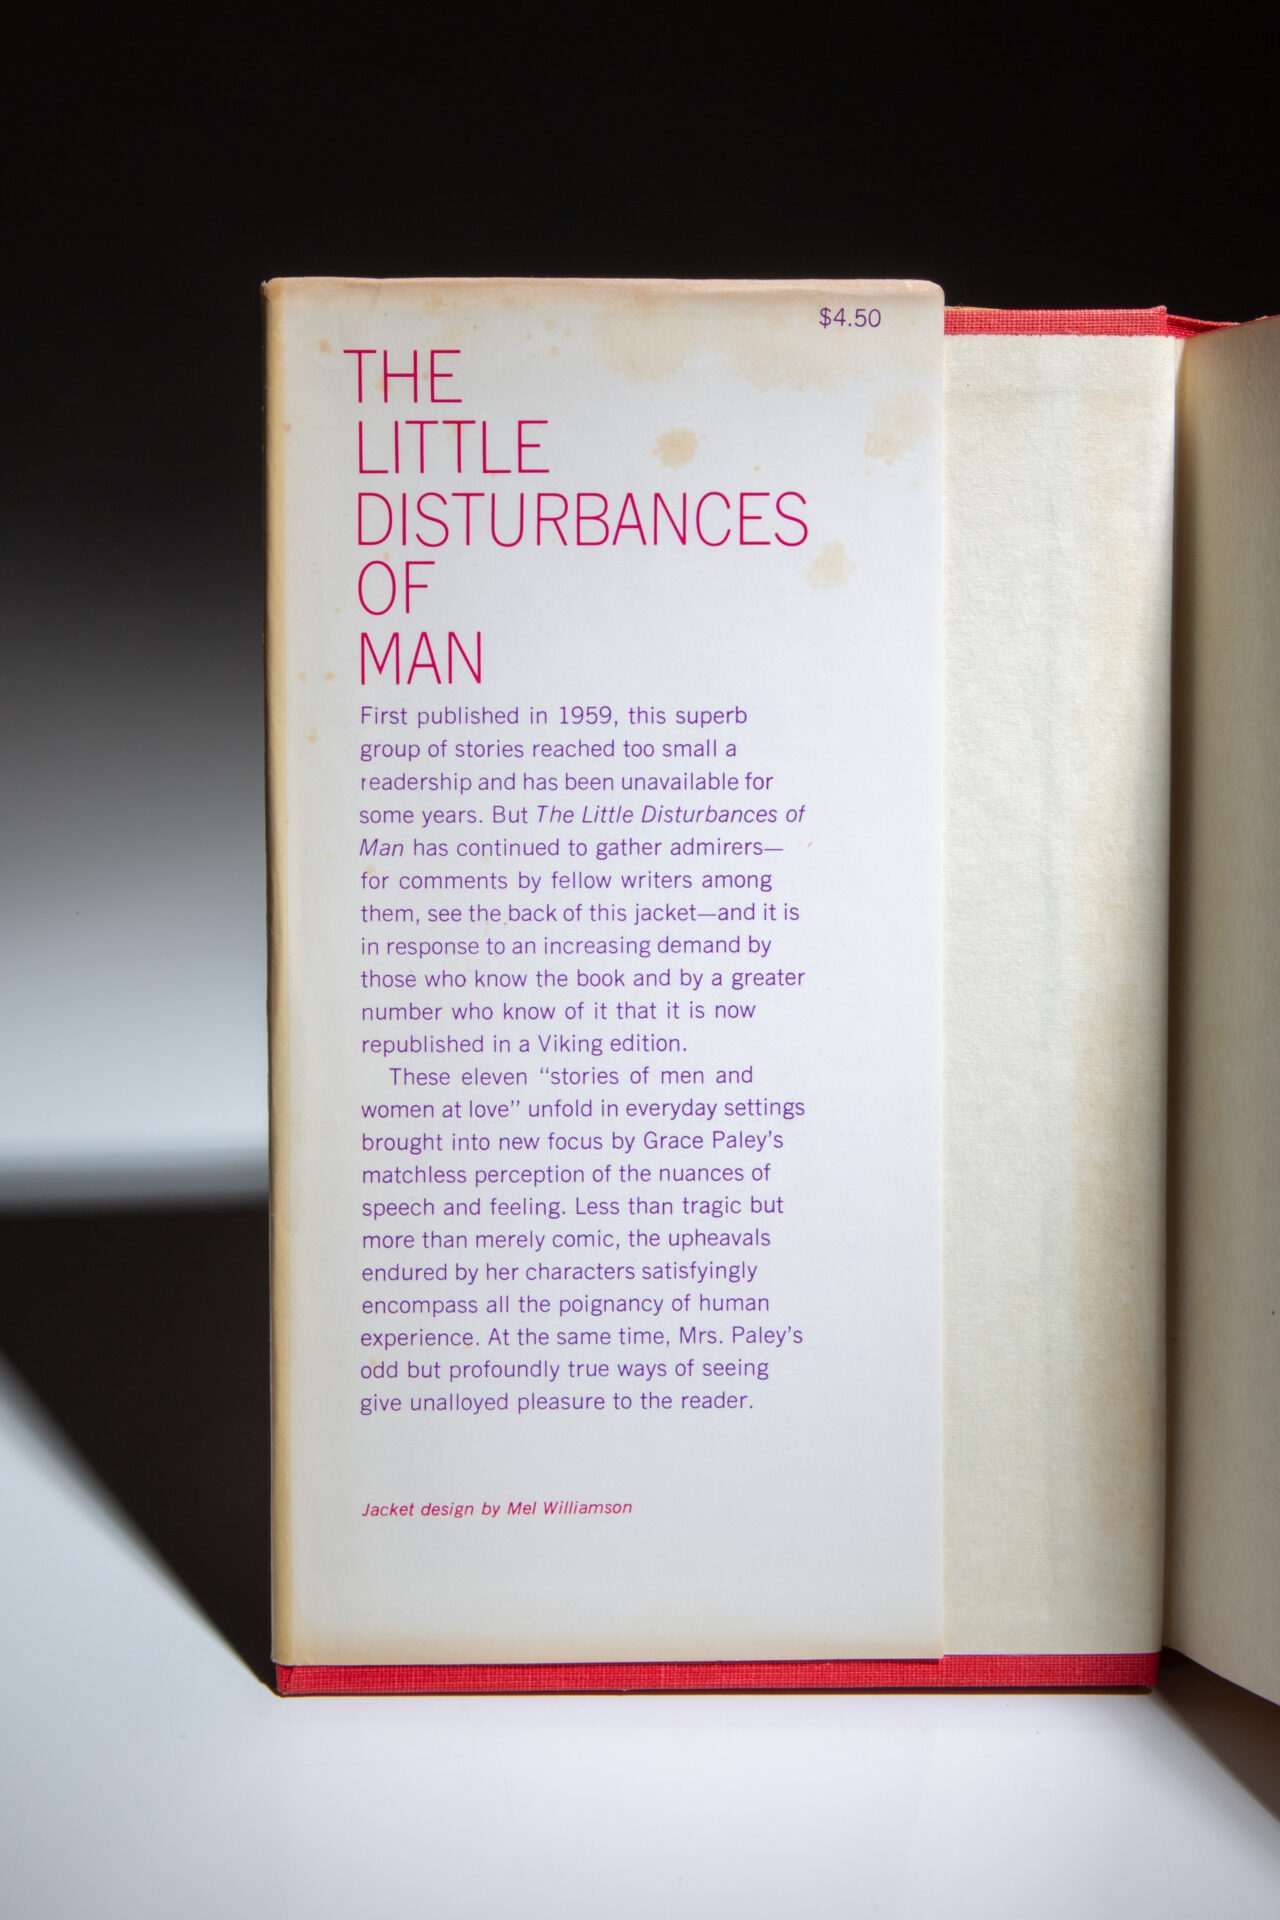 $4.50
THE
LITTLE
DISTURBANCES
OF
MAN
First published in 1959, this superb
group of stories reached too small a
readership and has been unavailable for
some years. But The Little Disturbances of
Man has continued to gather admirers—
for comments by fellow writers among
them, see the back of this jacket—and it is
in response to an increasing demand by
those who know the book and by a greater
number who know of it that it is now
republished in a Viking edition.
These eleven “stories of men and
women at love” unfold in everyday settings
brought into new focus by Grace Paley’s
matchless perception of the nuances of
speech and feeling. Less than tragic but
more than merely comic, the upheavals
endured by her characters satisfyingly
encompass all the poignancy of human
experience. At the same time, Mrs. Paley’s
odd but profoundly true ways of seeing
give unalloyed pleasure to the reader.
Jacket design by Mel Williamson